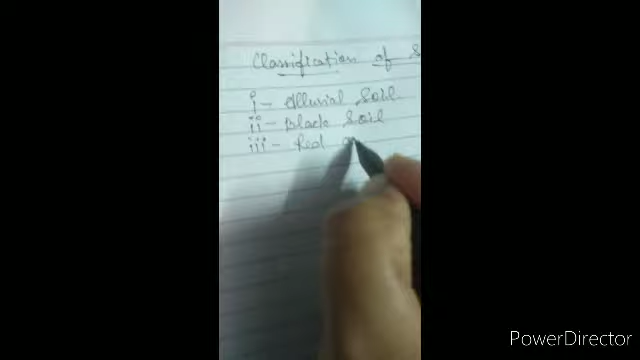 Classification of S
i - Alluvial Soil
ii - Black Soil
iii - Red
PowerDirector